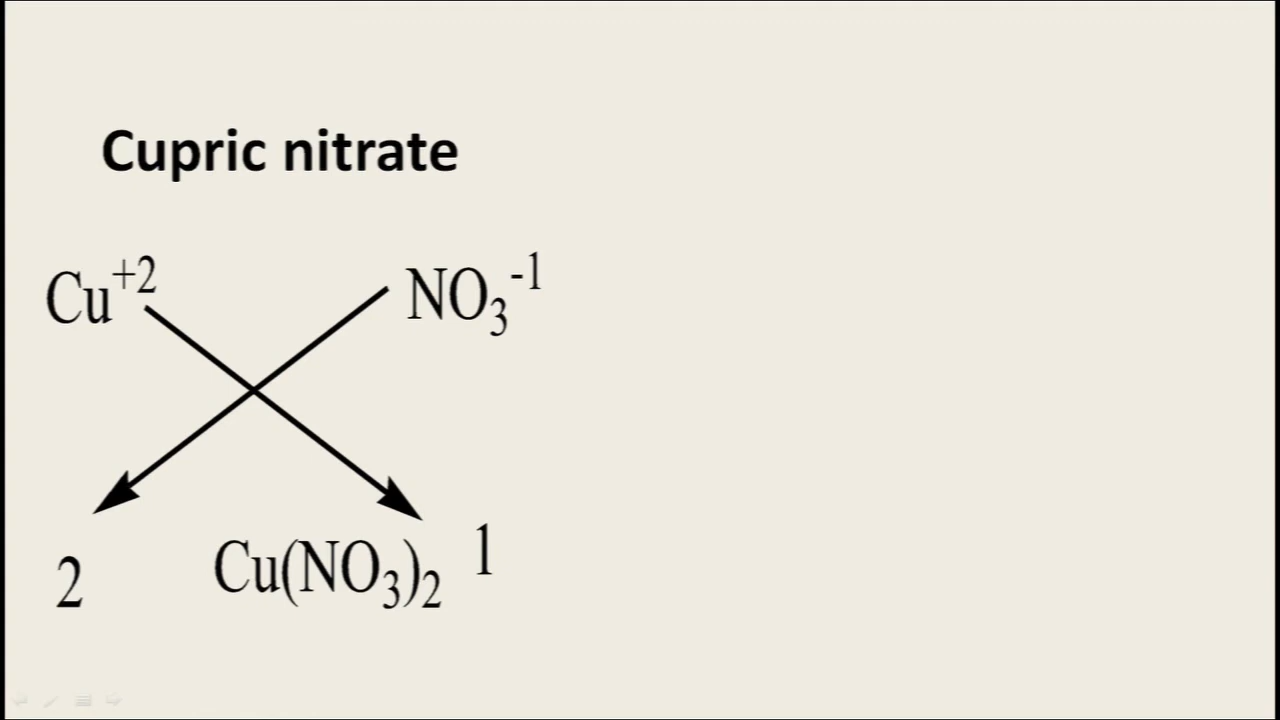 Cupric nitrate
Cu⁺² NO₃⁻¹
2 Cu(NO₃)₂ 1